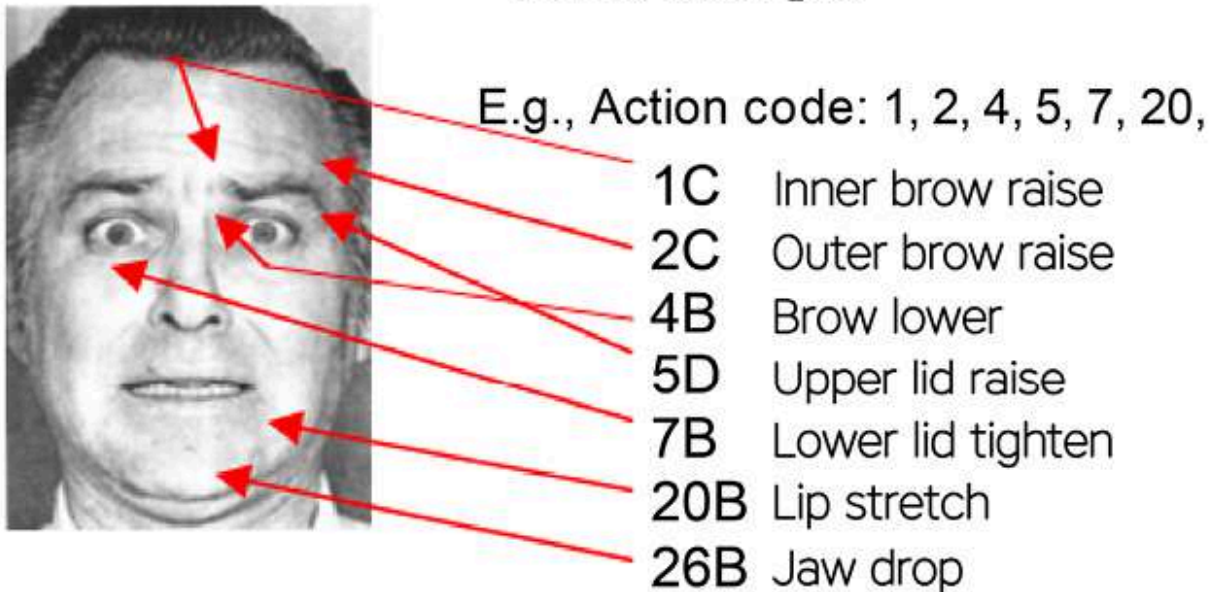 E.g., Action code: 1, 2, 4, 5, 7, 20,
1C Inner brow raise
2C Outer brow raise
4B Brow lower
5D Upper lid raise
7B Lower lid tighten
20B Lip stretch
26B Jaw drop